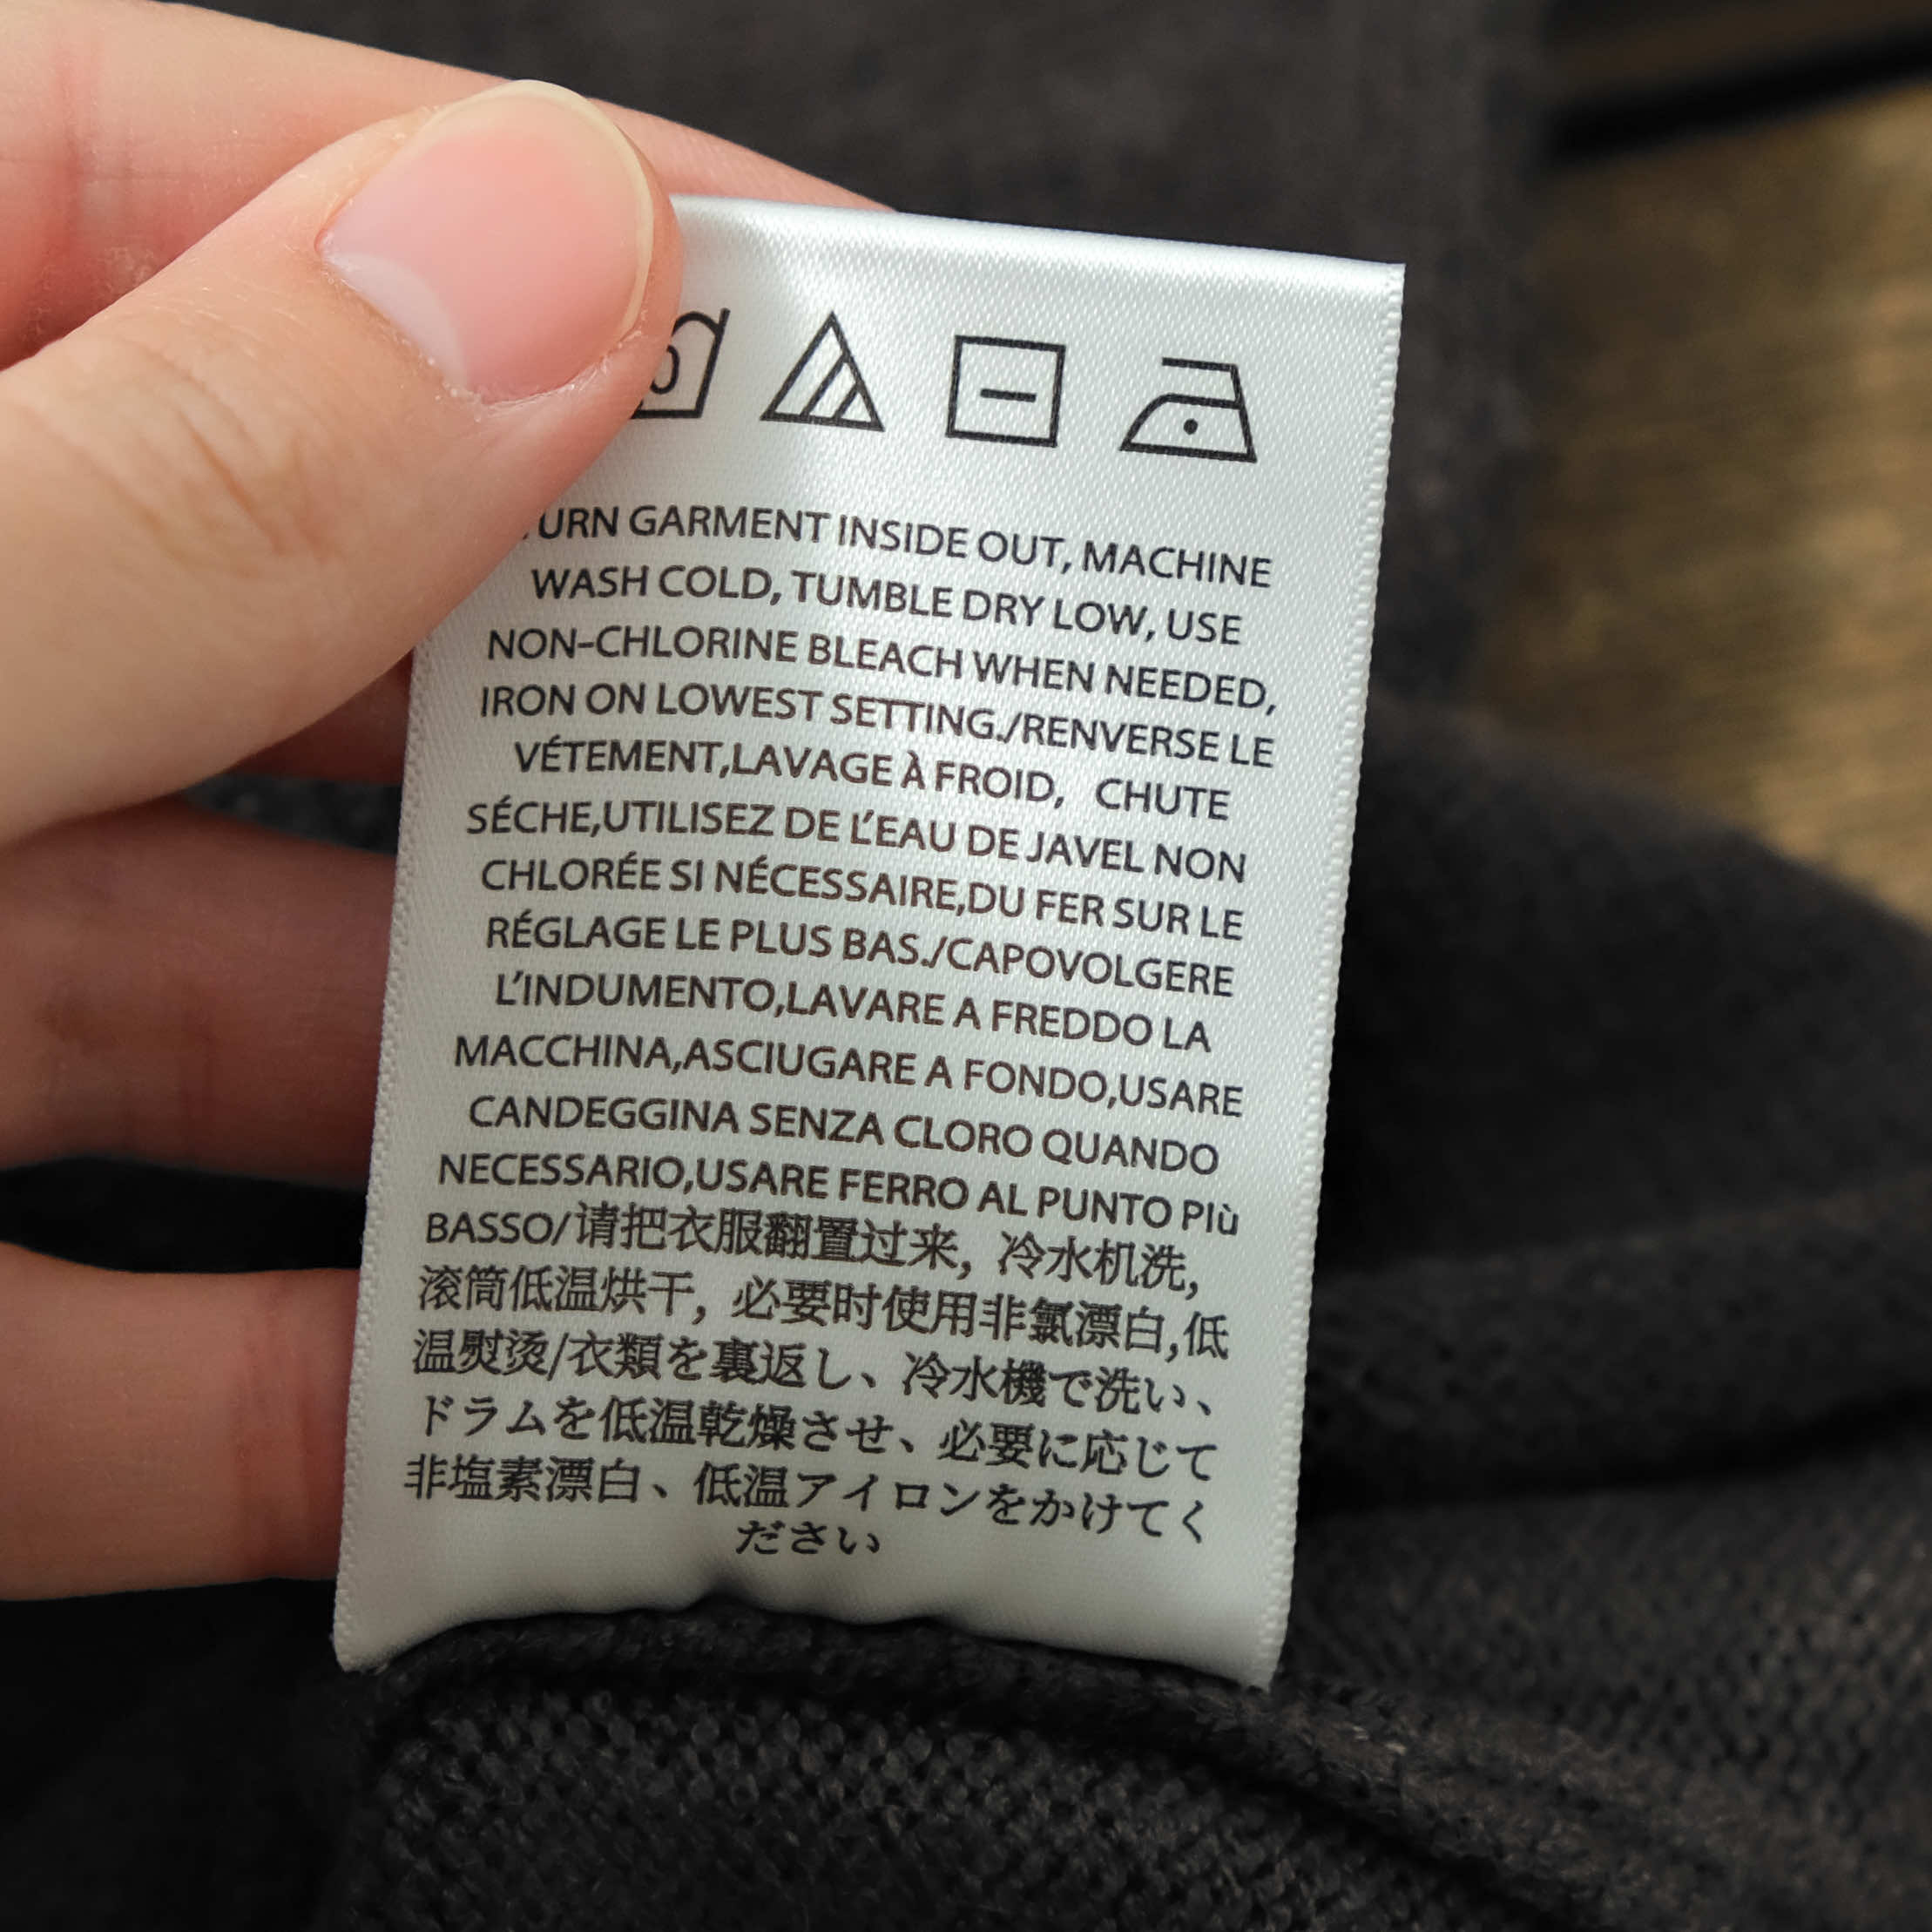 GARMENT INSIDE OUT, MACHINE
WASH COLD, TUMBLE DRY LOW, USE
NON-CHLORINE BLEACH WHEN NEEDED,
IRON ON LOWEST SETTING./RENVERSE LE
VÉTEMENT,LAVAGE À FROID, CHUTE
SÉCHE,UTILISEZ DE L'EAU DE JAVEL NON
CHLORÉE SI NÉCESSAIRE,DU FER SUR LE
RÉGLAGE LE PLUS BAS./CAPOVOLGERE
L'INDUMENTO,LAVARE A FREDDO LA
MACCHINA,ASCIUGARE A FONDO,USARE
CANDEGGINA SENZA CLORO QUANDO
NECESSARIO,USARE FERRO AL PUNTO PIù
BASSO/请把衣服翻置过来, 冷水机洗,
滚筒低温烘干, 必要时使用非氯漂白,低
温熨烫/衣類を裏返し、冷水機で洗い、
ドラムを低温乾燥させ、必要に応じて
非塩素漂白、低温アイロンをかけてく
ださい